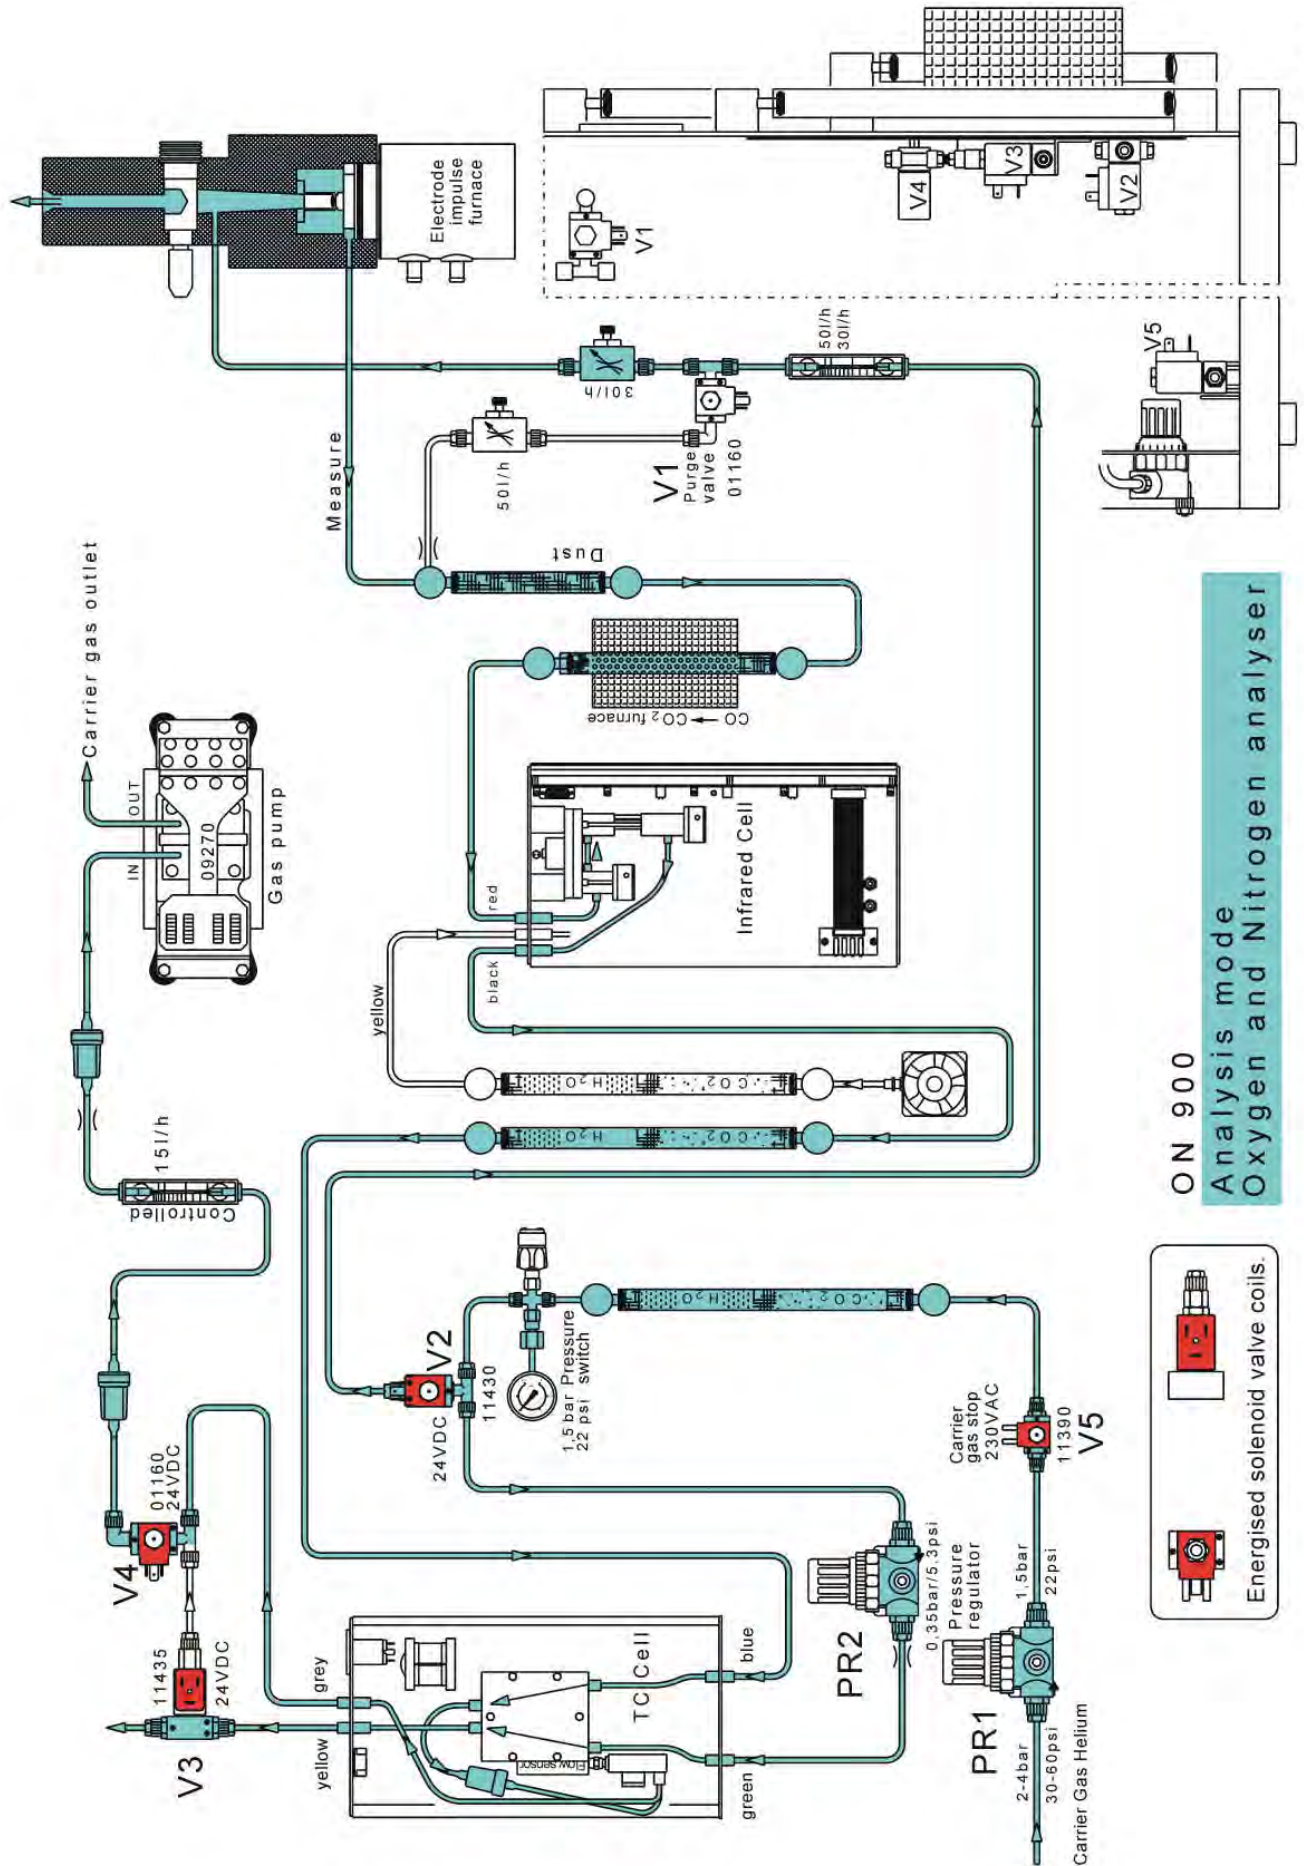 ON 900
Analysis mode
Oxygen and Nitrogen analyser
Electrode
impulse
furnace
V1
V4
V3
V2
V5
50l/h
30l/h
30l/h
50l/h
V1
Purge
valve
01160
Measure
Dust
CO → CO2 furnace
Carrier gas outlet
IN
OUT
09270
Gas pump
Infrared Cell
red
yellow
black
H2O
CO2
H2O
CO2
15l/h
Controlled
V2
24VDC
11430
1,5 bar Pressure
22 psi switch
H2O
CO2
Carrier
gas stop
230VAC
11390
V5
V4
01160
24VDC
V3
11435
24VDC
grey
yellow
TC-Cell
Flow sensor
blue
green
PR2
0,35bar/5.3psi
Pressure
regulator
PR1
1,5bar
22psi
2-4bar
30-60psi
Carrier Gas Helium
Energised solenoid valve coils.